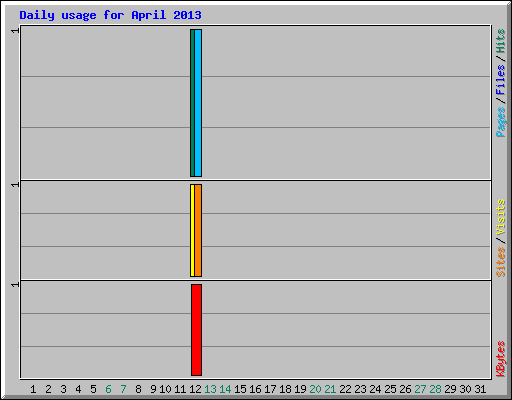 Daily usage for April 2013
1
Pages / Files / Hits
1
Sites / Visits
1
KBytes
1 2 3 4 5 6 7 8 9 10 11 12 13 14 15 16 17 18 19 20 21 22 23 24 25 26 27 28 29 30 31